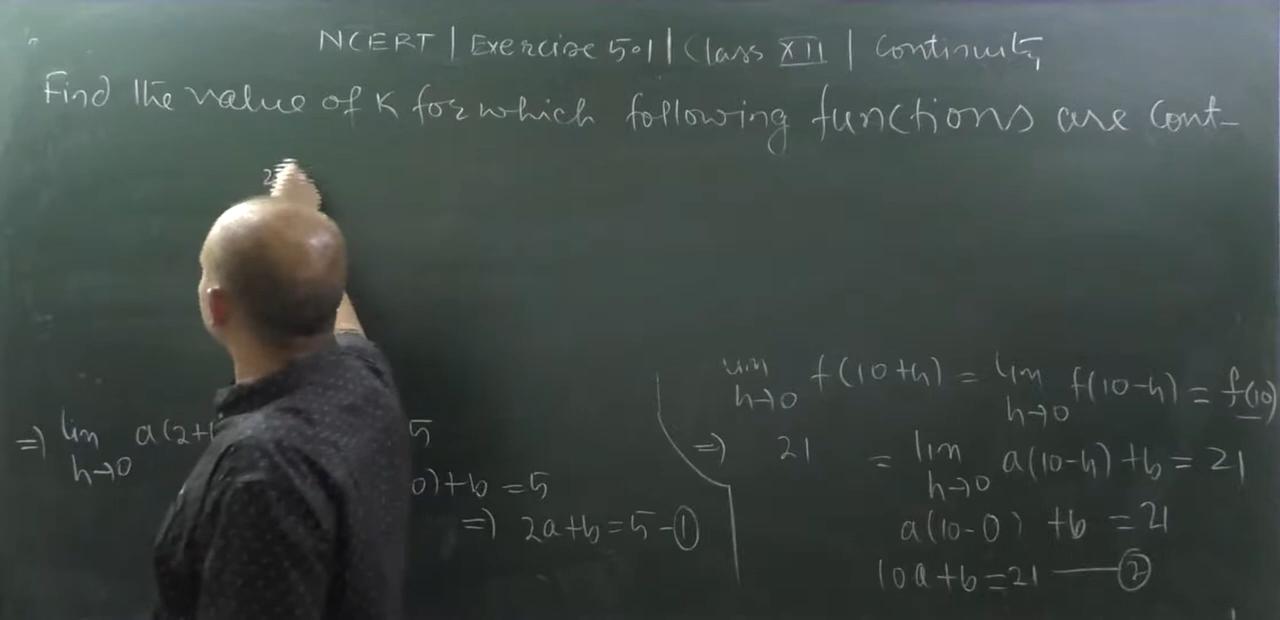 NCERT | Exercise 5.1 | Class XII | Continuity
Find the value of K for which following functions are cont-
2
=) lim a(2+h 5
h→0
0)+b = 5
=) 2a+b = 5 - ①
lim f(10+h) = lim f(10-h) = f(10)
h→0 h→0
=) 21 = lim a(10-h)+b = 21
h→0
a(10-0) +b = 21
10a+b=21 — ②